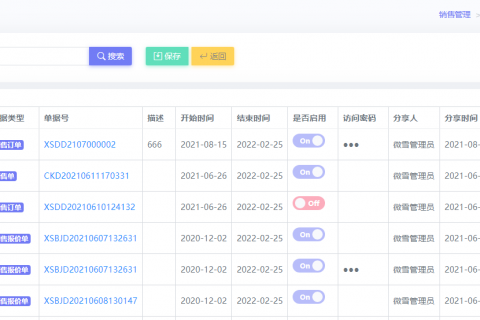 销售管理 >
搜索 保存 返回
据类型 单据号 描述 开始时间 结束时间 是否启用 访问密码 分享人 分享时间
售订单 XSDD2107000002 666 2021-08-15 2022-02-25 On ●●● 微雪管理员 2021-08-
售单 CKD20210611170331 2021-06-26 2022-02-25 On 微雪管理员 2021-06-
售订单 XSDD20210610124132 2021-06-26 2022-02-25 Off 微雪管理员 2021-06-
售报价单 XSBJD20210607132631 2020-12-02 2022-02-25 On 微雪管理员 2021-06-
售报价单 XSBJD20210607132631 2020-12-02 2022-02-25 On ●●● 微雪管理员 2021-06-
售报价单 XSBJD20210608130147 2020-12-02 2022-02-25 On 微雪管理员 2021-06-